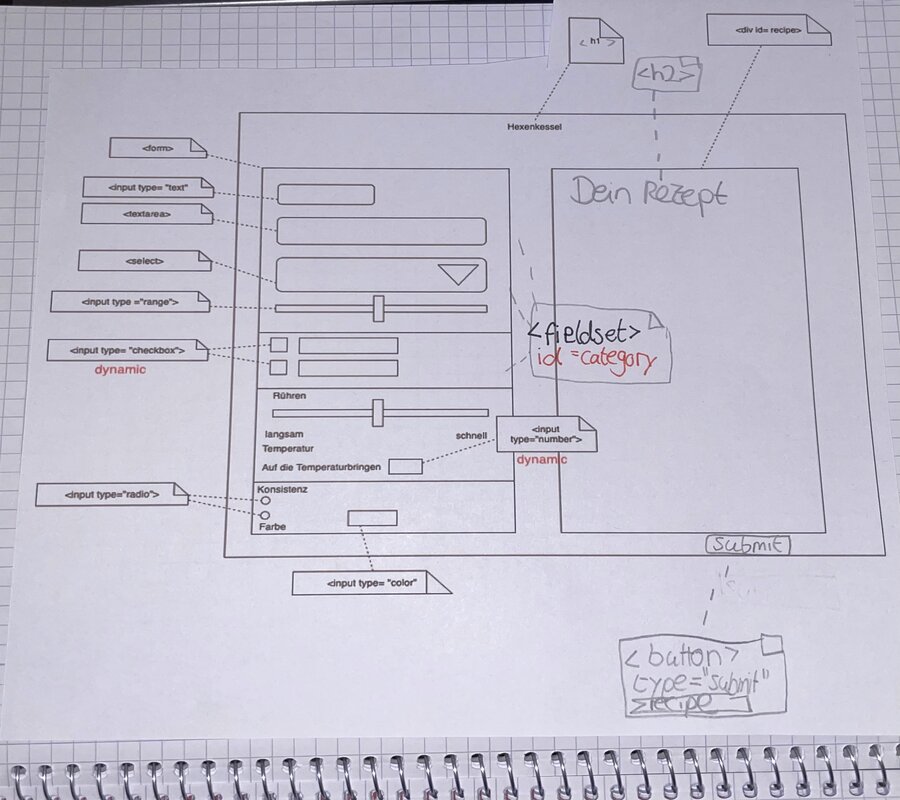 < h1 >
<div id= recipe>
<h2>
Hexenkessel
<form>
<input type= "text"
<textarea>
<select>
<input type ="range">
<input type= "checkbox">
dynamic
Dein Rezept
<fieldset>
id =category
Rühren
langsam
schnell
Temperatur
Auf die Temperaturbringen
<input
type="number">
dynamic
<input type="radio">
Konsistenz
Farbe
<input type= "color"
Submit
<button>
type="submit"
recipe